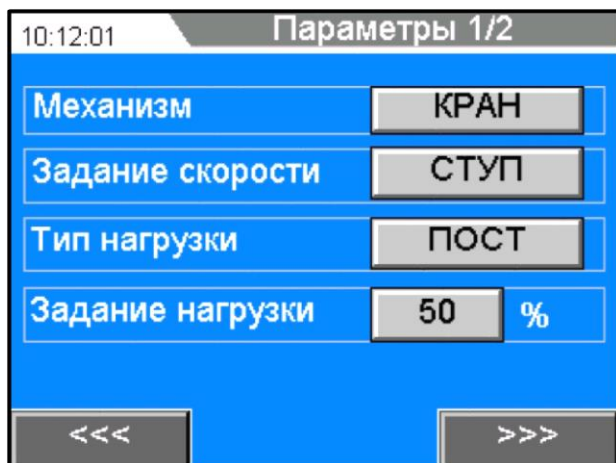 10:12:01 Параметры 1/2
Механизм КРАН
Задание скорости СТУП
Тип нагрузки ПОСТ
Задание нагрузки 50 %
<<< >>>